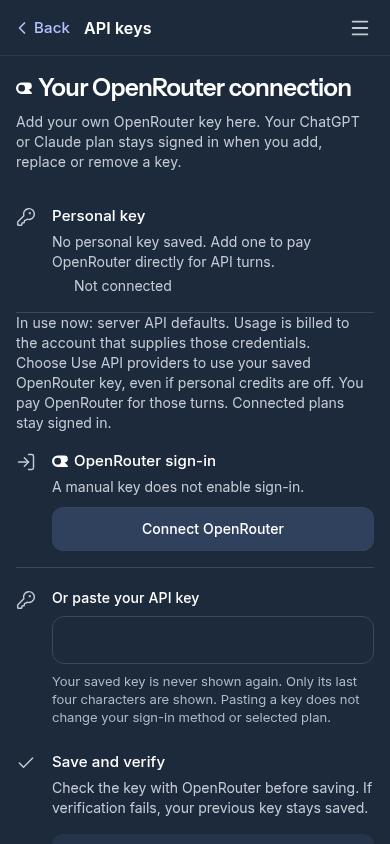 Back API keys
Your OpenRouter connection
Add your own OpenRouter key here. Your ChatGPT
or Claude plan stays signed in when you add,
replace or remove a key.
Personal key
No personal key saved. Add one to pay
OpenRouter directly for API turns.
Not connected
In use now: server API defaults. Usage is billed to
the account that supplies those credentials.
Choose Use API providers to use your saved
OpenRouter key, even if personal credits are off. You
pay OpenRouter for those turns. Connected plans
stay signed in.
OpenRouter sign-in
A manual key does not enable sign-in.
Connect OpenRouter
Or paste your API key
Your saved key is never shown again. Only its last
four characters are shown. Pasting a key does not
change your sign-in method or selected plan.
Save and verify
Check the key with OpenRouter before saving. If
verification fails, your previous key stays saved.